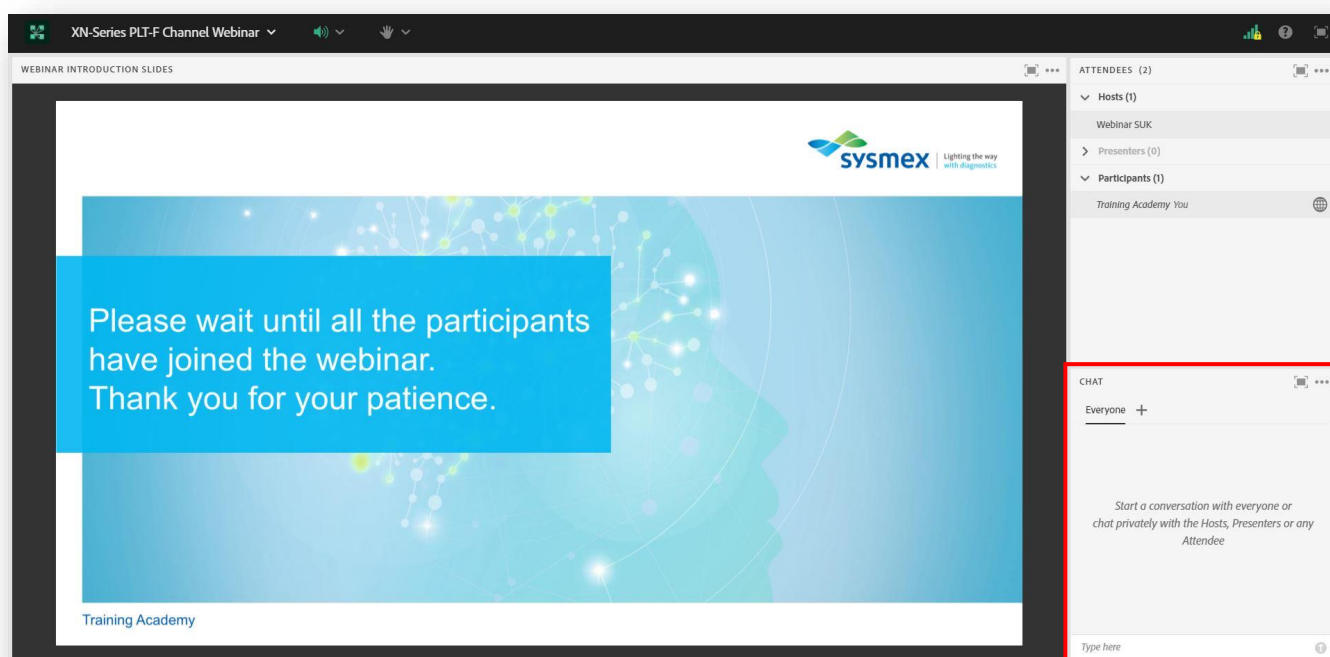 XN-Series PLT-F Channel Webinar
WEBINAR INTRODUCTION SLIDES
sysmex
Lighting the way
with diagnostics
Please wait until all the participants
have joined the webinar.
Thank you for your patience.
Training Academy
ATTENDEES (2)
Hosts (1)
Webinar SUK
Presenters (0)
Participants (1)
Training Academy You
CHAT
Everyone
Start a conversation with everyone or
chat privately with the Hosts, Presenters or any
Attendee
Type here